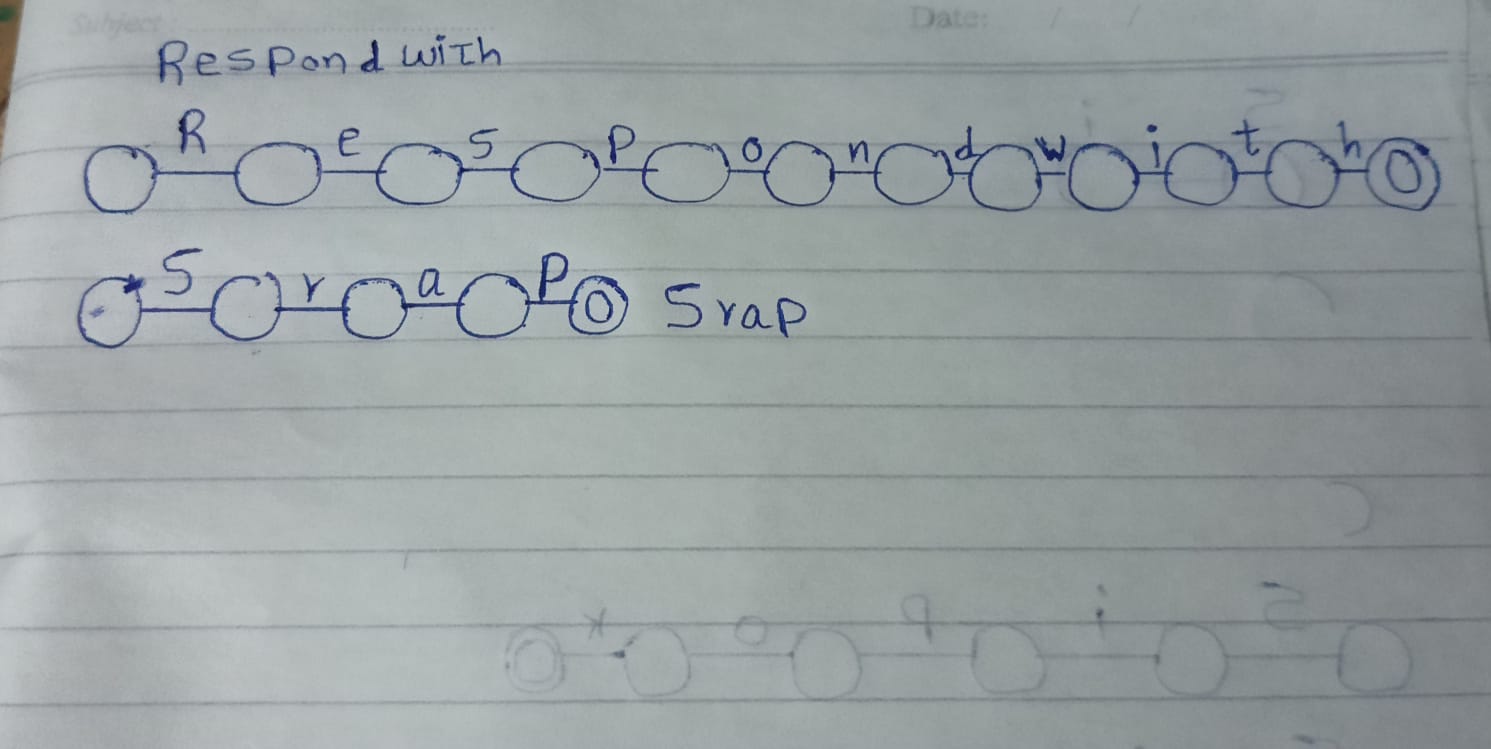 Subject: Date: / /
Respond with
R e s p o n d w i t h
S r a p Srap